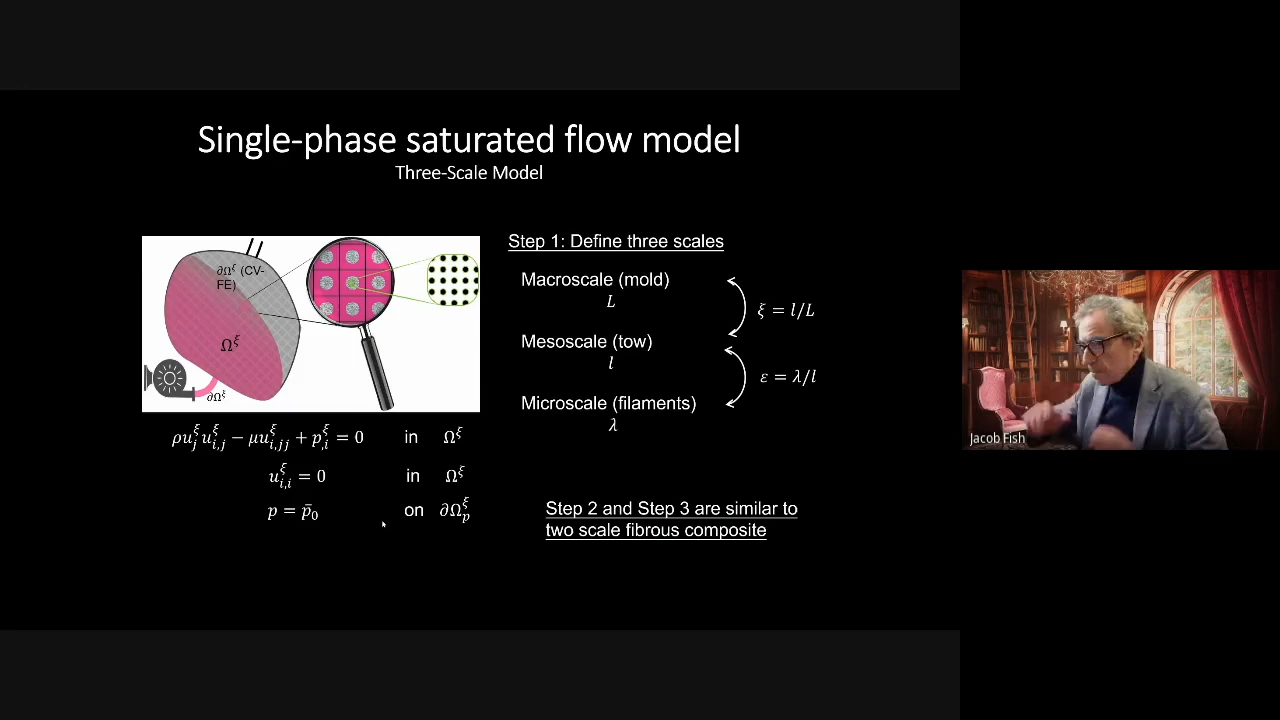 Single-phase saturated flow model
Three-Scale Model
∂Ω^ξ (CV-
FE)
Ω^ξ
∂Ω^ξ
ρu_j^ξ u_{i,j}^ξ − μu_{i,jj}^ξ + p_{,i}^ξ = 0 in Ω^ξ
u_{i,i}^ξ = 0 in Ω^ξ
p = p̄_0 on ∂Ω_p^ξ
Step 1: Define three scales
Macroscale (mold)
L
ξ = l/L
Mesoscale (tow)
l
ε = λ/l
Microscale (filaments)
λ
Step 2 and Step 3 are similar to
two scale fibrous composite
Jacob Fish